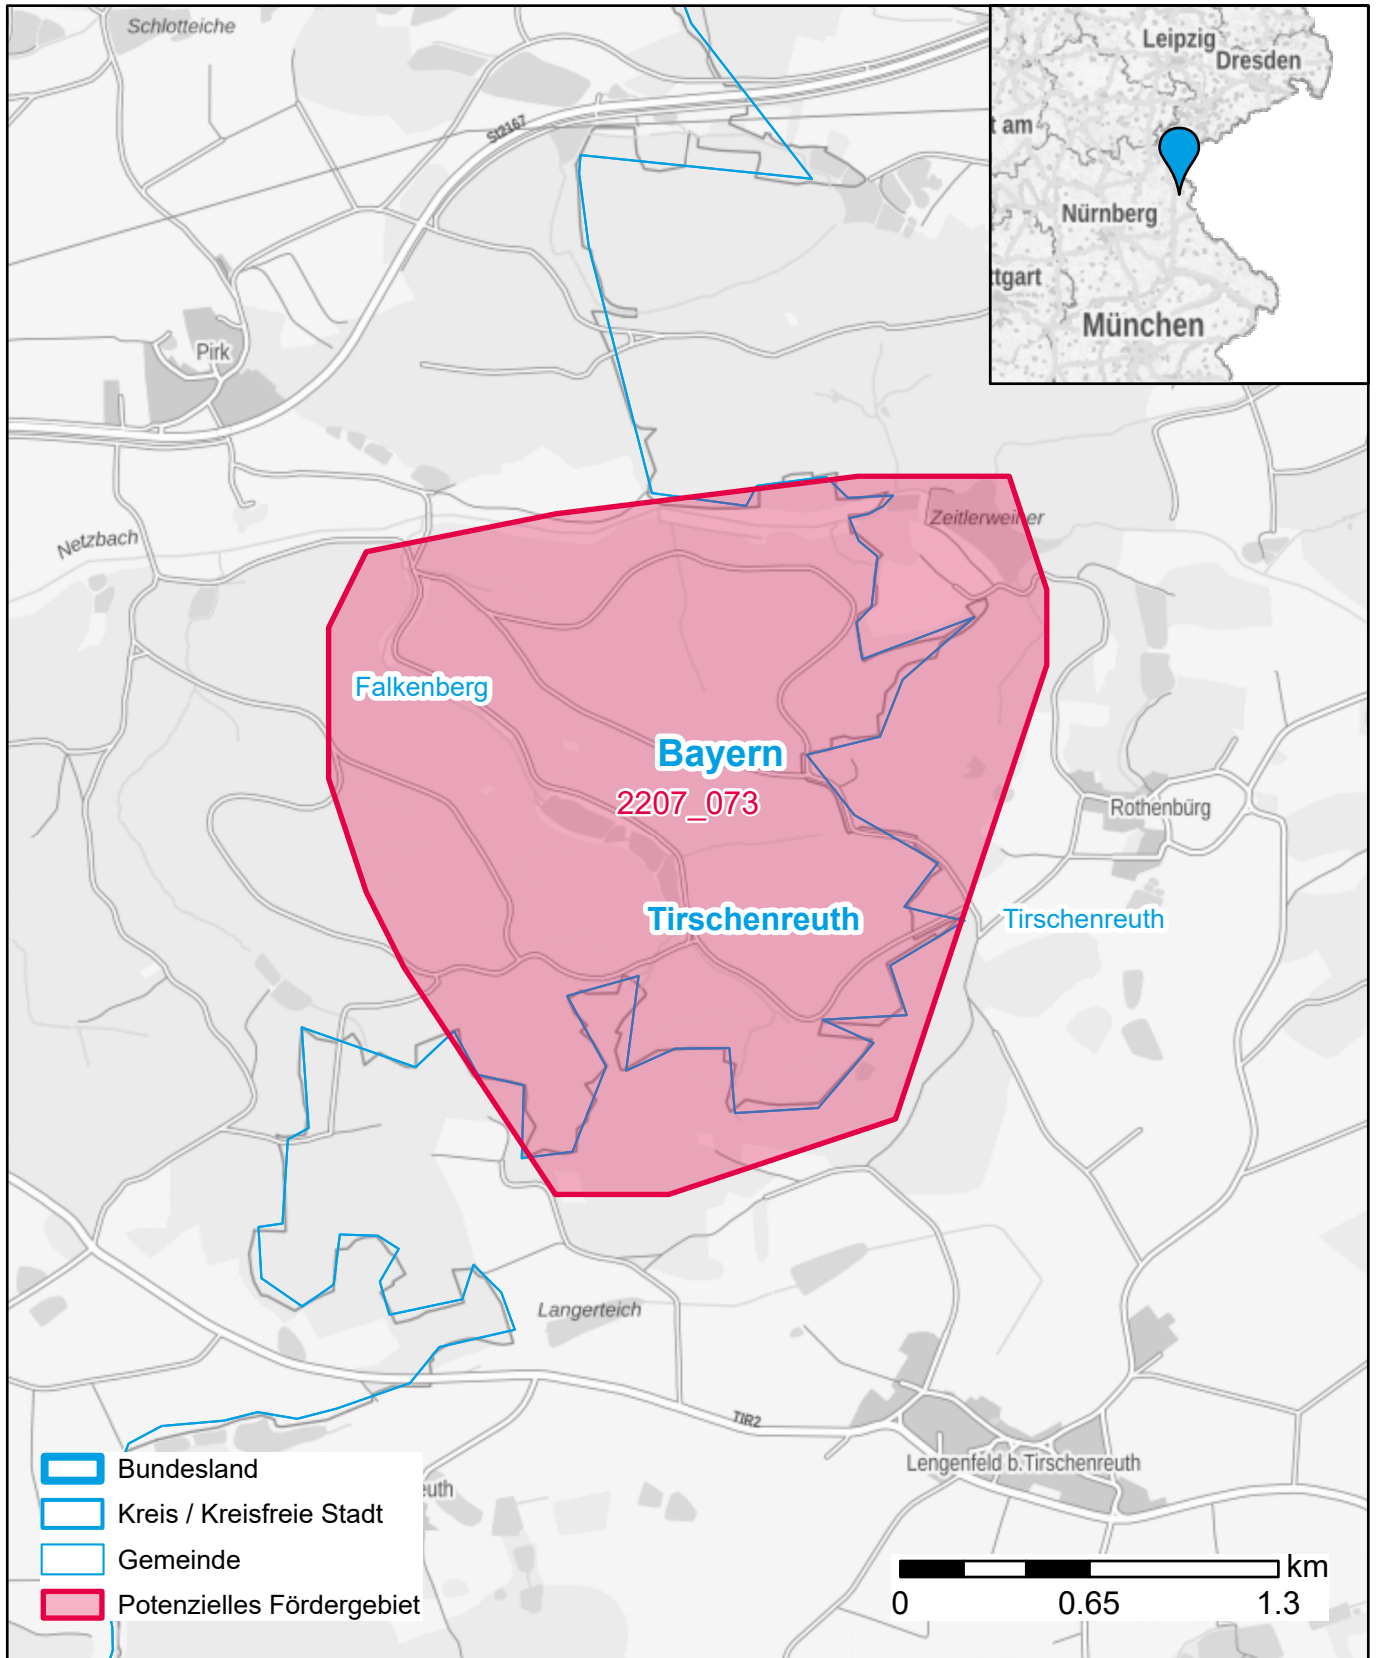 Schlotteiche
Leipzig
Dresden
t am
St2167
Nürnberg
ttgart
München
Pirk
Netzbach
Zeitlerweiher
Falkenberg
Bayern
2207_073
Rothenbürg
Tirschenreuth
Tirschenreuth
Langerteich
TIR2
Lengenfeld b.Tirschenreuth
euth
Bundesland
Kreis / Kreisfreie Stadt
Gemeinde
Potenzielles Fördergebiet
km
0 0.65 1.3